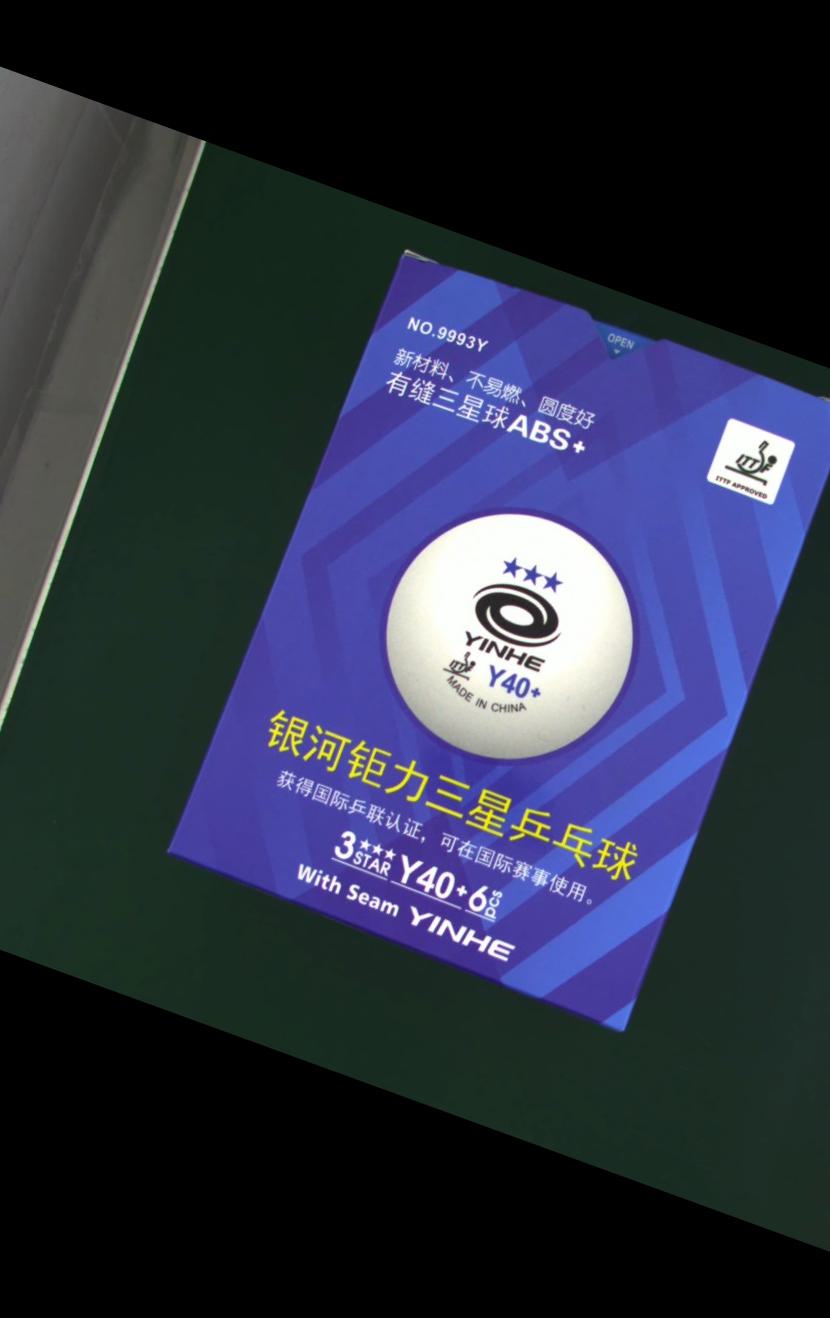 OPEN
NO.9993Y
新材料、不易燃、圆度好
有缝三星球ABS+
ITTF
ITTF APPROVED
YINHE
ITTF Y40+
MADE IN CHINA
银河钜力三星乒乓球
获得国际乒联认证，可在国际赛事使用。
3 STAR Y40+ 6 PCS
With Seam YINHE